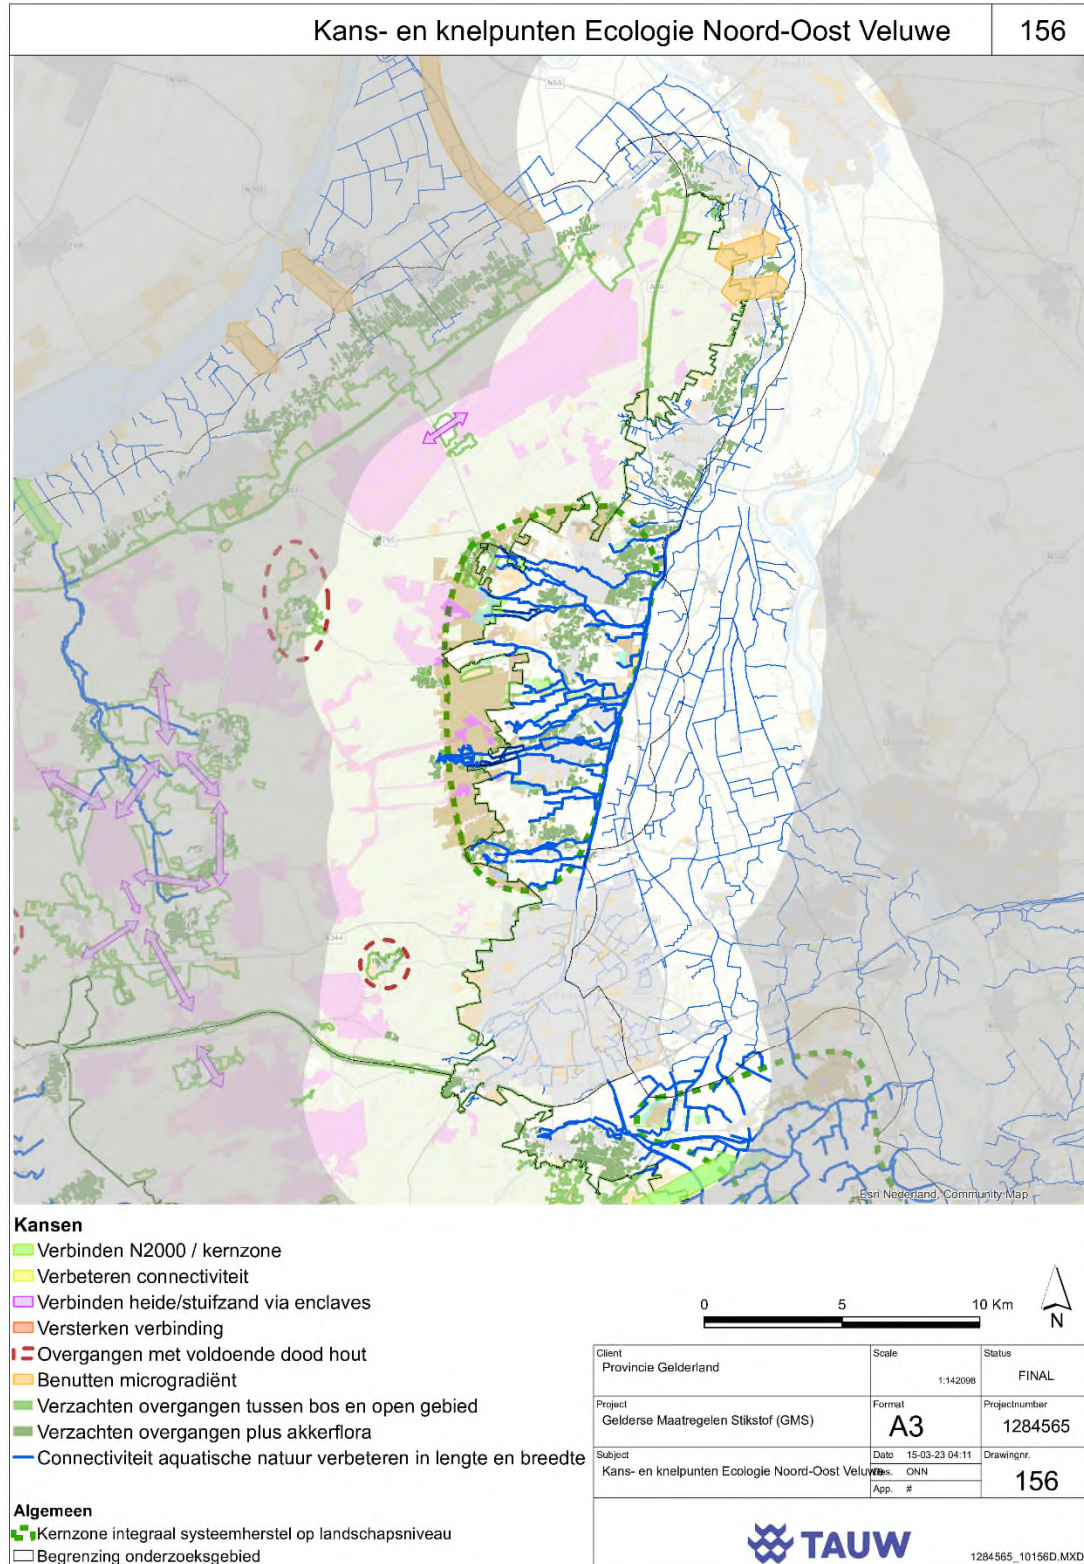 Kans- en knelpunten Ecologie Noord-Oost Veluwe
156
Zwolle
N50
N309
A50
N344
Esri Nederland, Community Map
Kansen
Verbinden N2000 / kernzone
Verbeteren connectiviteit
Verbinden heide/stuifzand via enclaves
Versterken verbinding
Overgangen met voldoende dood hout
Benutten microgradiënt
Verzachten overgangen tussen bos en open gebied
Verzachten overgangen plus akkerflora
Connectiviteit aquatische natuur verbeteren in lengte en breedte
Algemeen
Kernzone integraal systeemherstel op landschapsniveau
Begrenzing onderzoeksgebied
0 5 10 Km
N
Client
Provincie Gelderland
Scale
1:142098
Status
FINAL
Project
Gelderse Maatregelen Stikstof (GMS)
Format
A3
Projectnumber
1284565
Subject
Kans- en knelpunten Ecologie Noord-Oost Veluwe
Date 15-03-23 04:11
ONN
App. #
Drawingnr.
156
TAUW
1284565_10156D.MXD